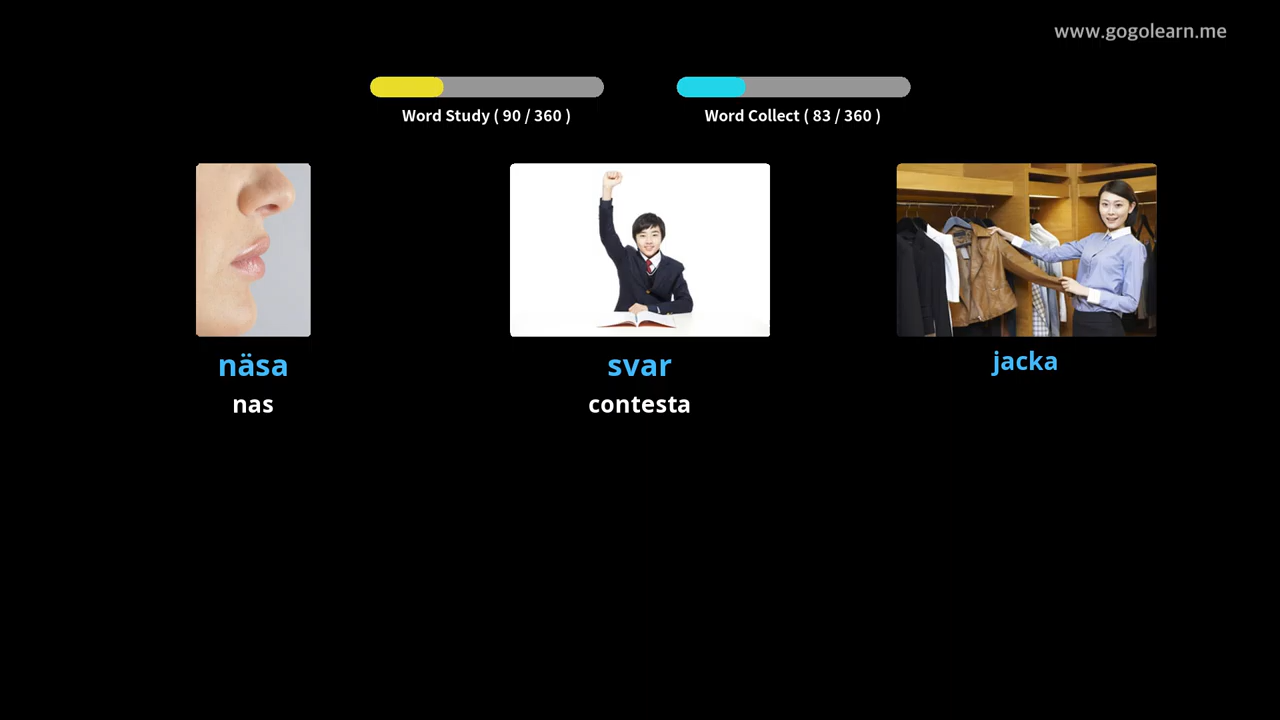 www.gogolearn.me
Word Study ( 90 / 360 )
Word Collect ( 83 / 360 )
näsa
svar
jacka
nas
contesta